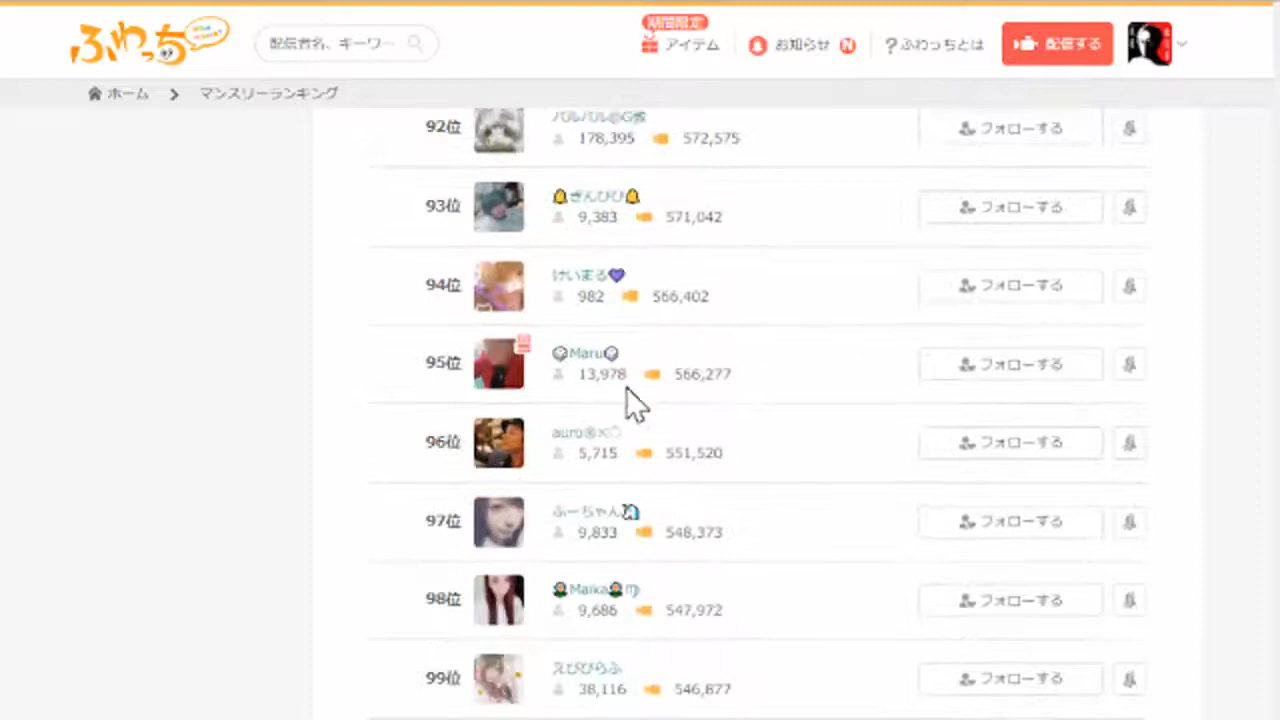 ふわっち
配信者名、キーワー
期間限定
アイテム
お知らせ N
?ふわっちとは
配信する
ホーム > マンスリーランキング
92位
178,395 572,575
フォローする
93位
ぎんぴぴ
9,383 571,042
フォローする
94位
けいまる💜
982 566,402
フォローする
95位
🎲Maru🎲
13,978 566,277
フォローする
96位
5,715 551,520
フォローする
97位
ふーちゃん
9,833 548,373
フォローする
98位
Maika
9,686 547,972
フォローする
99位
38,116 546,877
フォローする